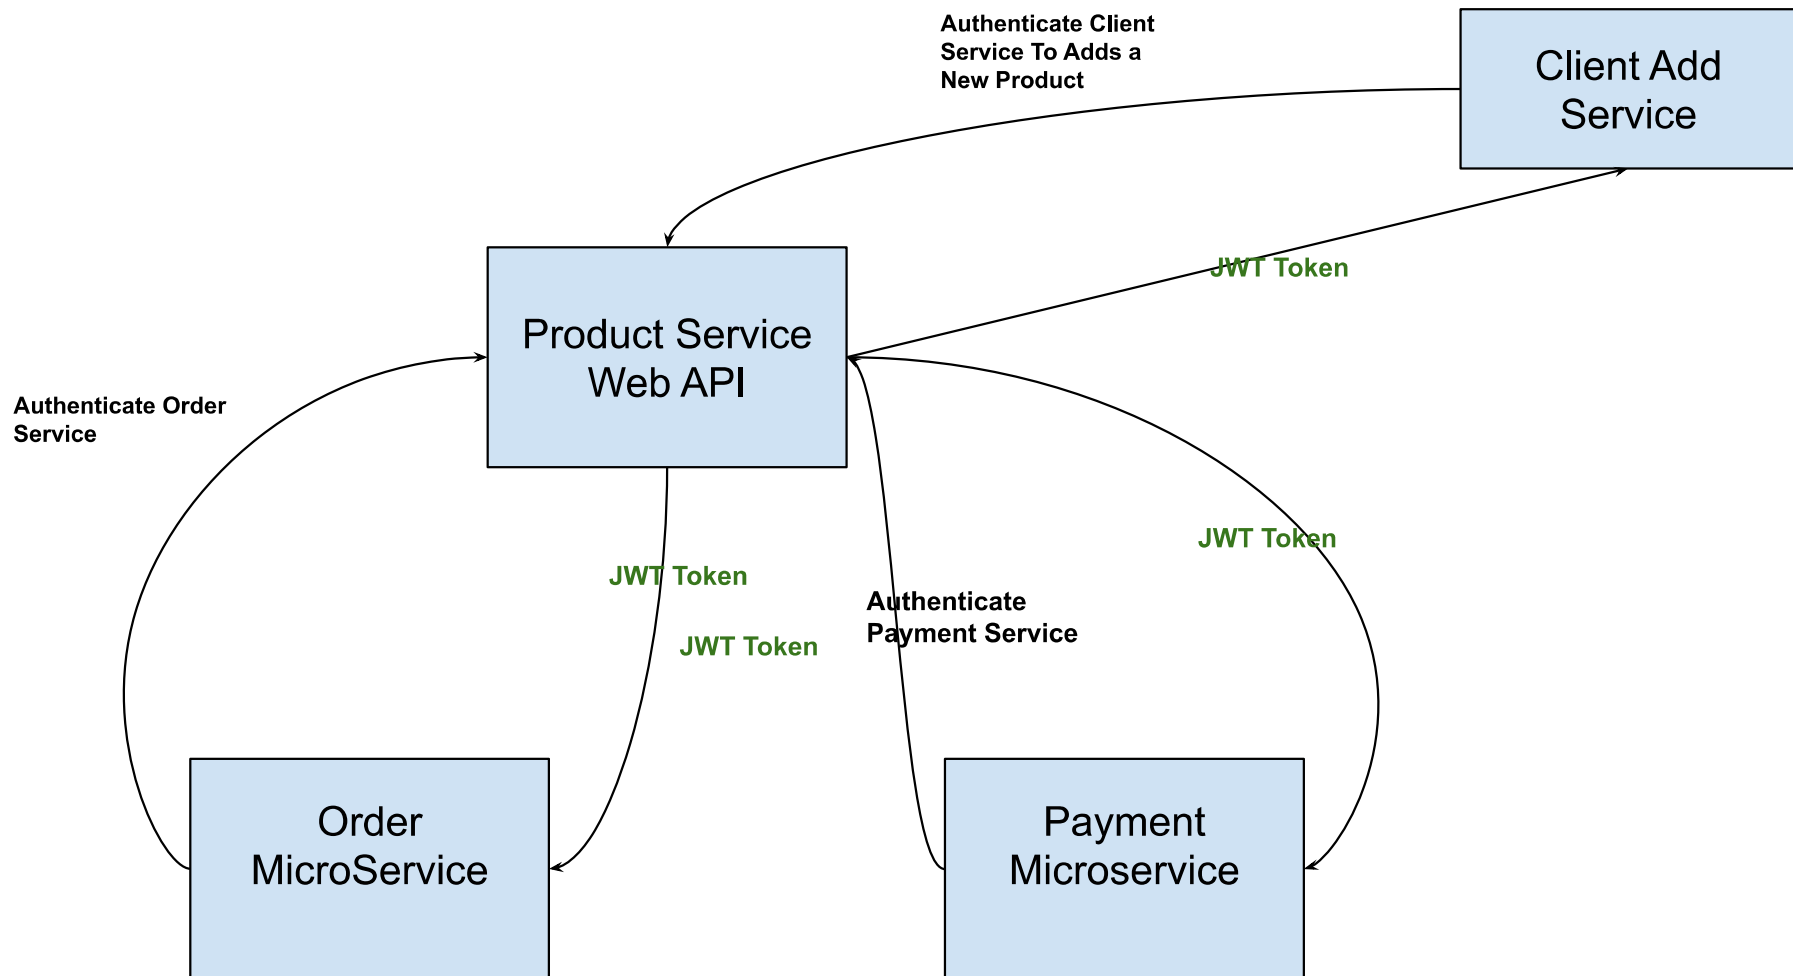 Authenticate Client
Service To Adds a
New Product
Client Add
Service
JWT Token
Product Service
Web API
Authenticate Order
Service
JWT Token
JWT Token
Authenticate
Payment Service
JWT Token
Order
MicroService
Payment
Microservice